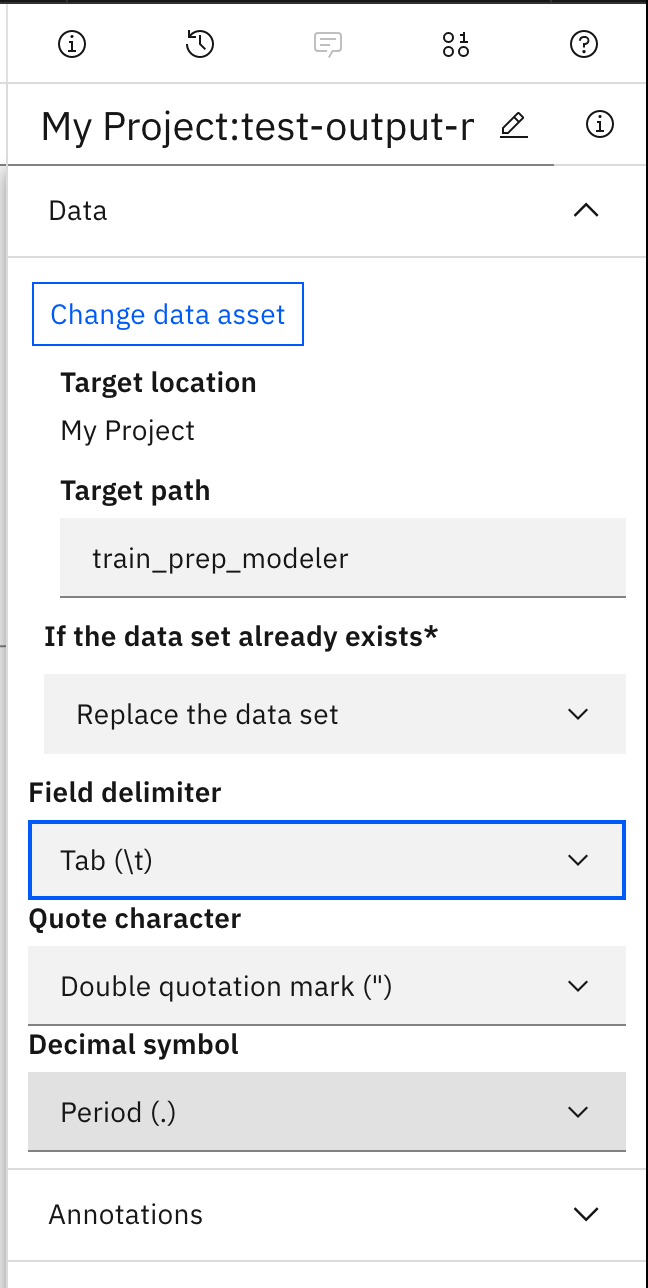 My Project:test-output-r
Data
Change data asset
Target location
My Project
Target path
train_prep_modeler
If the data set already exists*
Replace the data set
Field delimiter
Tab (\t)
Quote character
Double quotation mark (")
Decimal symbol
Period (.)
Annotations